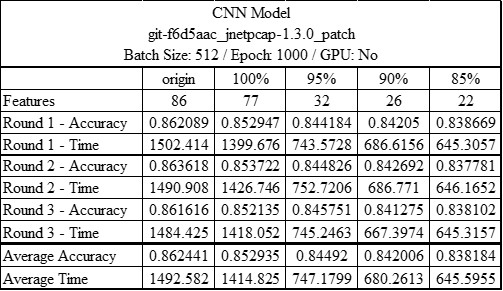 CNN Model
git-f6d5aac_jnetpcap-1.3.0_patch
Batch Size: 512 / Epoch: 1000 / GPU: No
origin 100% 95% 90% 85%
Features 86 77 32 26 22
Round 1 - Accuracy 0.862089 0.852947 0.844184 0.84205 0.838669
Round 1 - Time 1502.414 1399.676 743.5728 686.6156 645.3057
Round 2 - Accuracy 0.863618 0.853722 0.844826 0.842692 0.837781
Round 2 - Time 1490.908 1426.746 752.7206 686.771 646.1652
Round 3 - Accuracy 0.861616 0.852135 0.845751 0.841275 0.838102
Round 3 - Time 1484.425 1418.052 745.2463 667.3974 645.3157
Average Accuracy 0.862441 0.852935 0.84492 0.842006 0.838184
Average Time 1492.582 1414.825 747.1799 680.2613 645.5955